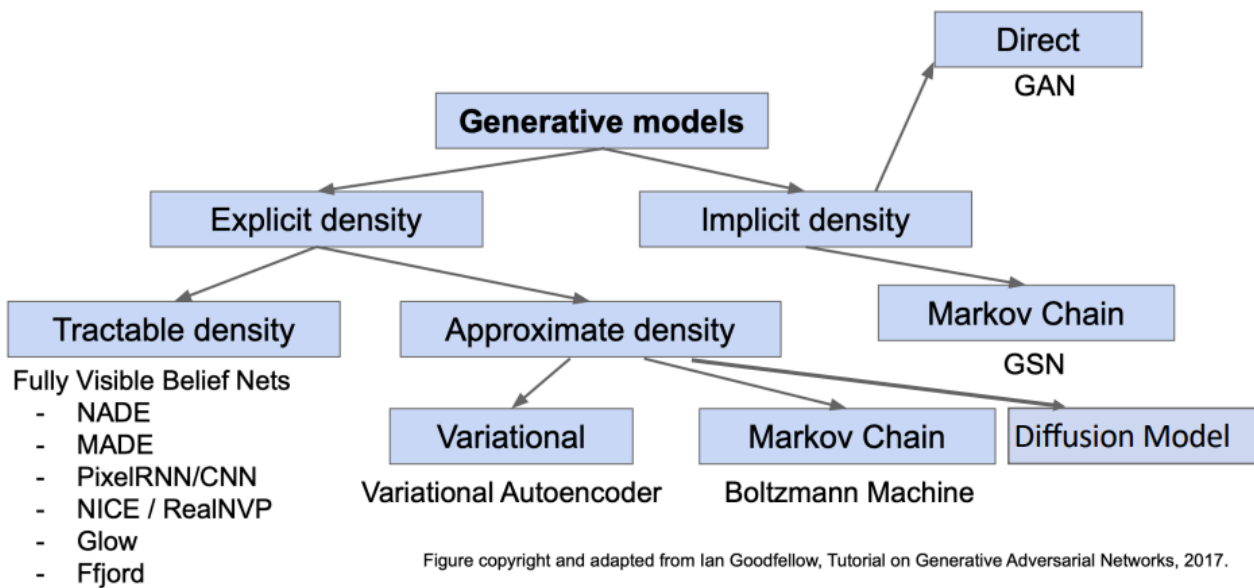 Direct
GAN
Generative models
Explicit density
Implicit density
Tractable density
Approximate density
Markov Chain
GSN
Fully Visible Belief Nets
- NADE
- MADE
- PixelRNN/CNN
- NICE / RealNVP
- Glow
- Ffjord
Variational
Variational Autoencoder
Markov Chain
Boltzmann Machine
Diffusion Model
Figure copyright and adapted from Ian Goodfellow, Tutorial on Generative Adversarial Networks, 2017.